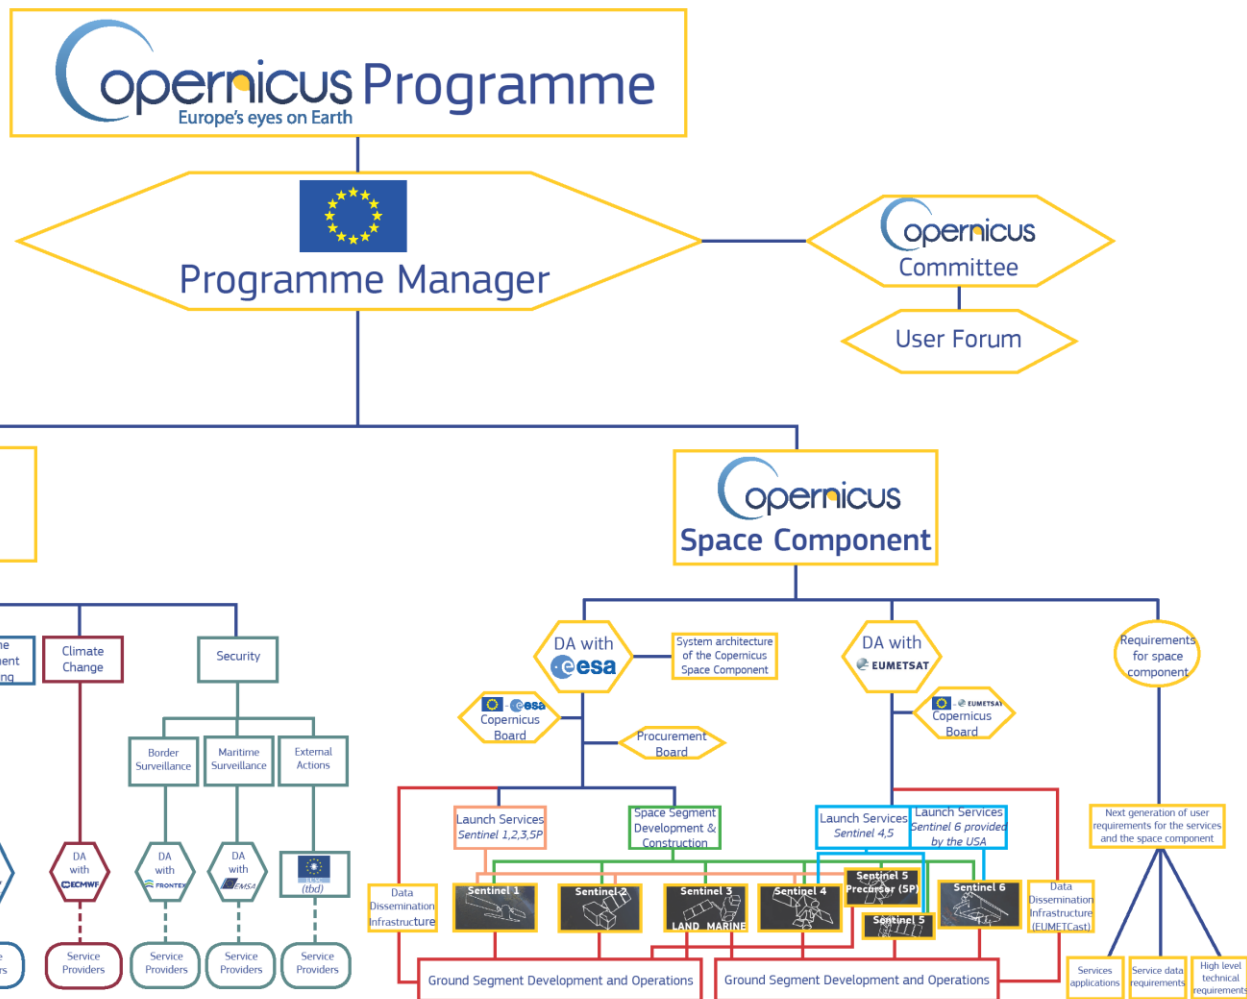 Copernicus Programme
Europe's eyes on Earth
Programme Manager
Copernicus
Committee
User Forum
Copernicus
Space Component
Climate
Change
Security
Border
Surveillance
Maritime
Surveillance
External
Actions
DA
with
ECMWF
DA
with
FRONTEX
DA
with
EMSA
(tbd)
Service
Providers
Service
Providers
Service
Providers
Service
Providers
DA with
esa
System architecture
of the Copernicus
Space Component
esa
Copernicus
Board
Procurement
Board
DA with
EUMETSAT
EUMETSAT
Copernicus
Board
Requirements
for space
component
Launch Services
Sentinel 1,2,3,5P
Space Segment
Development &
Construction
Launch Services
Sentinel 4,5
Launch Services
Sentinel 6 provided
by the USA
Next generation of user
requirements for the services
and the space component
Data
Dissemination
Infrastructure
Sentinel 1
Sentinel 2
Sentinel 3
LAND MARINE
Sentinel 4
Sentinel 5
Precursor (5P)
Sentinel 5
Sentinel 6
Data
Dissemination
Infrastructure
(EUMETCast)
Ground Segment Development and Operations
Ground Segment Development and Operations
Services
applications
Service data
requirements
High level
technical
requirements